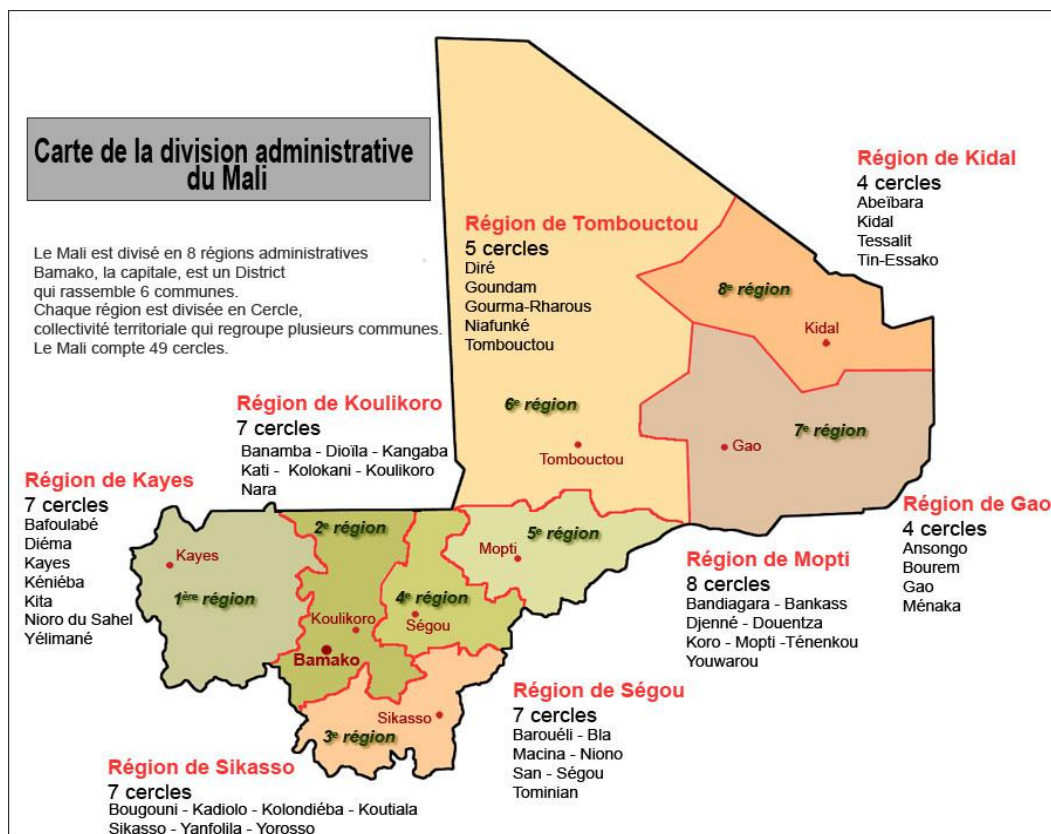 Carte de la division administrative
du Mali
Le Mali est divisé en 8 régions administratives
Bamako, la capitale, est un District
qui rassemble 6 communes.
Chaque région est divisée en Cercle,
collectivité territoriale qui regroupe plusieurs communes.
Le Mali compte 49 cercles.
Région de Kidal
4 cercles
Abeïbara
Kidal
Tessalit
Tin-Essako
Région de Tombouctou
5 cercles
Diré
Goundam
Gourma-Rharous
Niafunké
Tombouctou
8e région
Kidal
6e région
Tombouctou
7e région
Gao
Région de Koulikoro
7 cercles
Banamba - Dioïla - Kangaba
Kati - Kolokani - Koulikoro
Nara
Région de Kayes
7 cercles
Bafoulabé
Diéma
Kayes
Kéniéba
Kita
Nioro du Sahel
Yélimané
Kayes
1ère région
2e région
Koulikoro
Bamako
4e région
Ségou
5e région
Mopti
3e région
Sikasso
Région de Gao
4 cercles
Ansongo
Bourem
Gao
Ménaka
Région de Mopti
8 cercles
Bandiagara - Bankass
Djenné - Douentza
Koro - Mopti -Ténenkou
Youwarou
Région de Ségou
7 cercles
Barouéli - Bla
Macina - Niono
San - Ségou
Tominian
Région de Sikasso
7 cercles
Bougouni - Kadiolo - Kolondiéba - Koutiala
Sikasso - Yanfolila - Yorosso